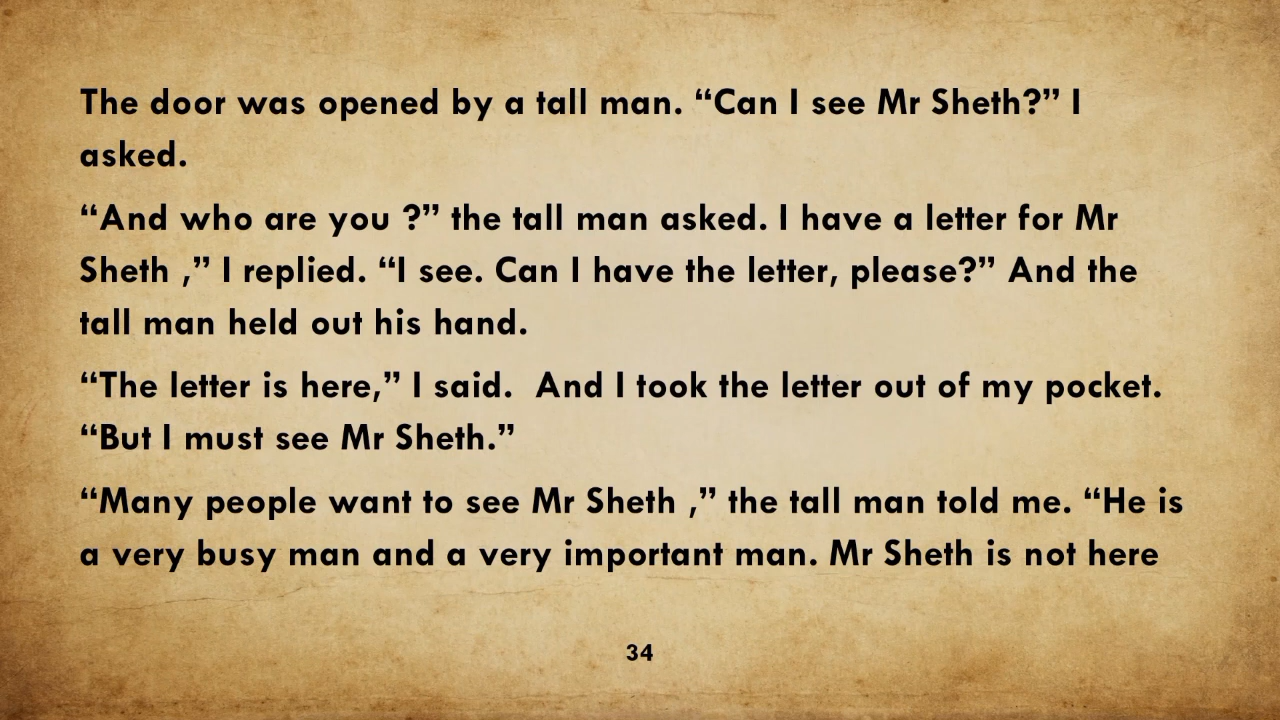 The door was opened by a tall man. “Can I see Mr Sheth?” I
asked.
“And who are you ?” the tall man asked. I have a letter for Mr
Sheth ,” I replied. “I see. Can I have the letter, please?” And the
tall man held out his hand.
“The letter is here,” I said.  And I took the letter out of my pocket.
“But I must see Mr Sheth.”
“Many people want to see Mr Sheth ,” the tall man told me. “He is
a very busy man and a very important man. Mr Sheth is not here
34